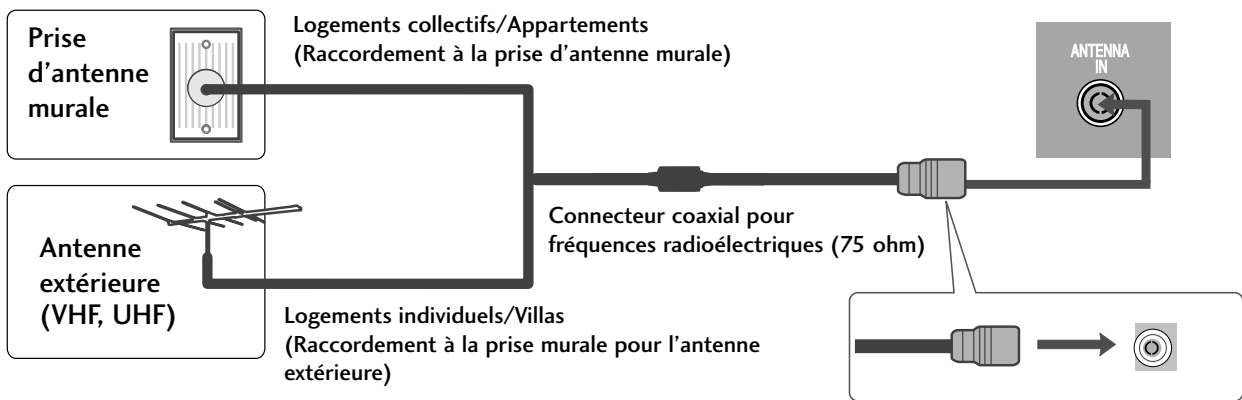 Prise
d'antenne
murale
Logements collectifs/Appartements
(Raccordement à la prise d'antenne murale)
ANTENNA
IN
Antenne
extérieure
(VHF, UHF)
Connecteur coaxial pour
fréquences radioélectriques (75 ohm)
Logements individuels/Villas
(Raccordement à la prise murale pour l'antenne
extérieure)